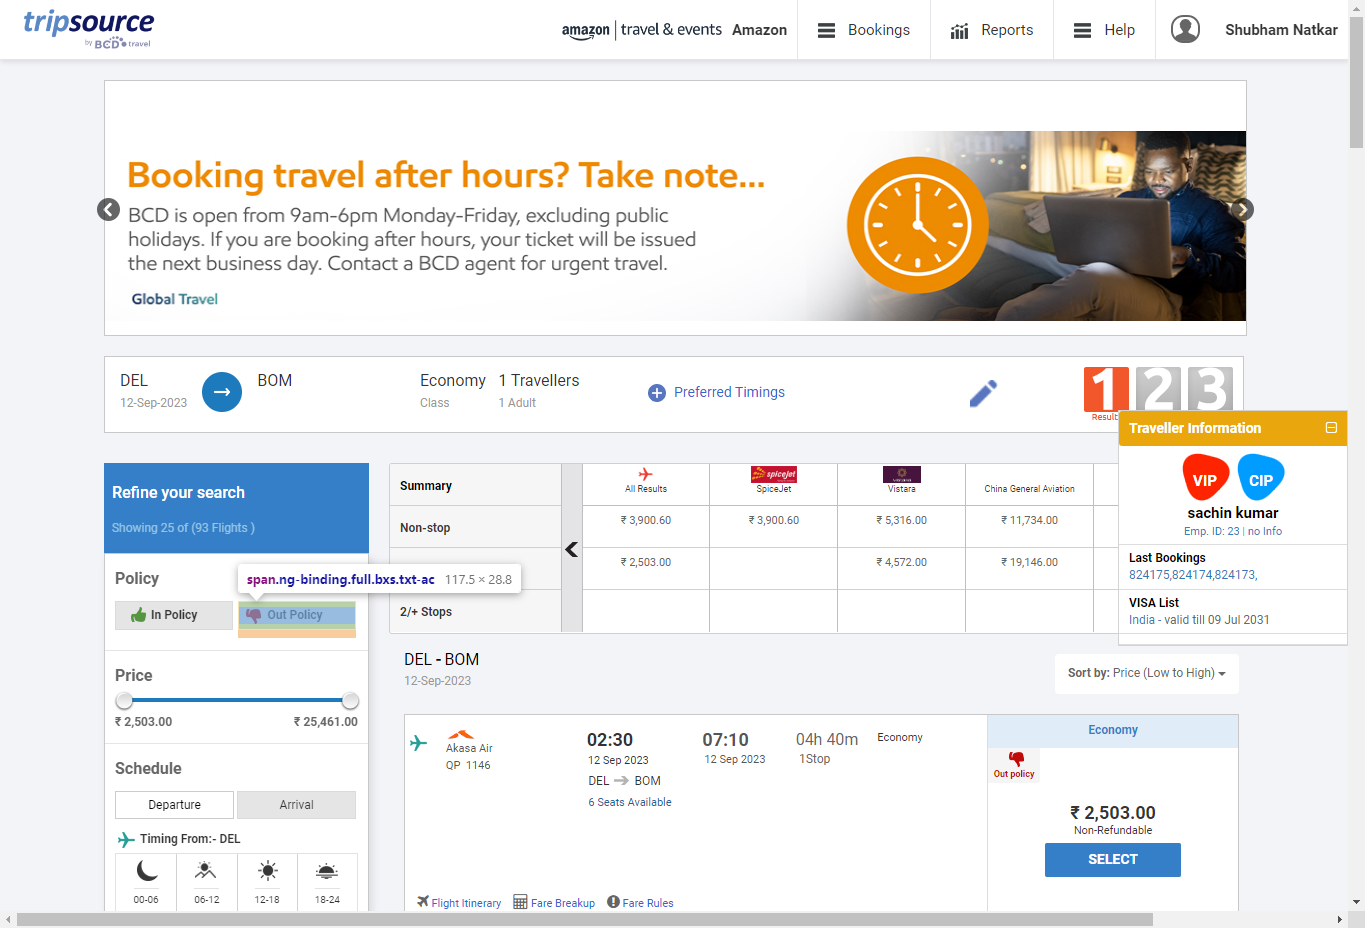 tripsource
by BCD travel
amazon travel & events Amazon
Bookings
Reports
Help
Shubham Natkar
Booking travel after hours? Take note...
BCD is open from 9am-6pm Monday-Friday, excluding public
holidays. If you are booking after hours, your ticket will be issued
the next business day. Contact a BCD agent for urgent travel.
Global Travel
DEL
12-Sep-2023
BOM
Economy
Class
1 Travellers
1 Adult
Preferred Timings
1 2 3
Result
Traveller Information
VIP CIP
sachin kumar
Emp. ID: 23 | no Info
Last Bookings
824175,824174,824173,
VISA List
India - valid till 09 Jul 2031
Refine your search
Showing 25 of (93 Flights )
Policy
span.ng-binding.full.bxs.txt-ac 117.5 × 28.8
In Policy
Out Policy
Price
₹ 2,503.00
₹ 25,461.00
Schedule
Departure
Arrival
Timing From:- DEL
00-06
06-12
12-18
18-24
Summary
All Results
SpiceJet
Vistara
China General Aviation
Non-stop
₹ 3,900.60
₹ 3,900.60
₹ 5,316.00
₹ 11,734.00
₹ 2,503.00
₹ 4,572.00
₹ 19,146.00
2/+ Stops
DEL - BOM
12-Sep-2023
Sort by: Price (Low to High)
Akasa Air
QP 1146
02:30
12 Sep 2023
DEL BOM
6 Seats Available
07:10
12 Sep 2023
04h 40m
1Stop
Economy
Economy
Out policy
₹ 2,503.00
Non-Refundable
SELECT
Flight Itinerary
Fare Breakup
Fare Rules